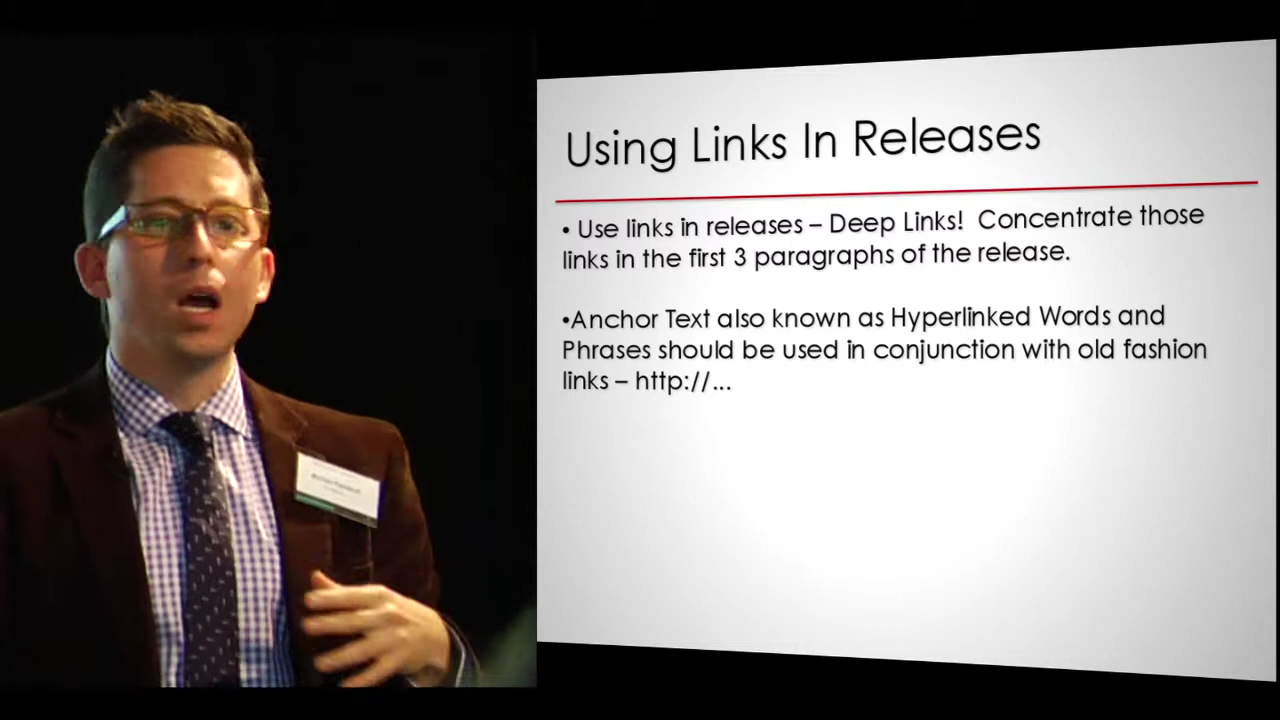 Using Links In Releases
• Use links in releases – Deep Links!  Concentrate those
links in the first 3 paragraphs of the release.
•Anchor Text also known as Hyperlinked Words and
Phrases should be used in conjunction with old fashion
links – http://...